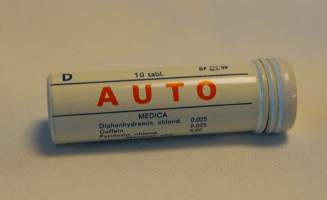 D 10 tabl.
AUTO
MEDICA
Diphenhydramin. chlorid. 0,025
Coffein. 0,025